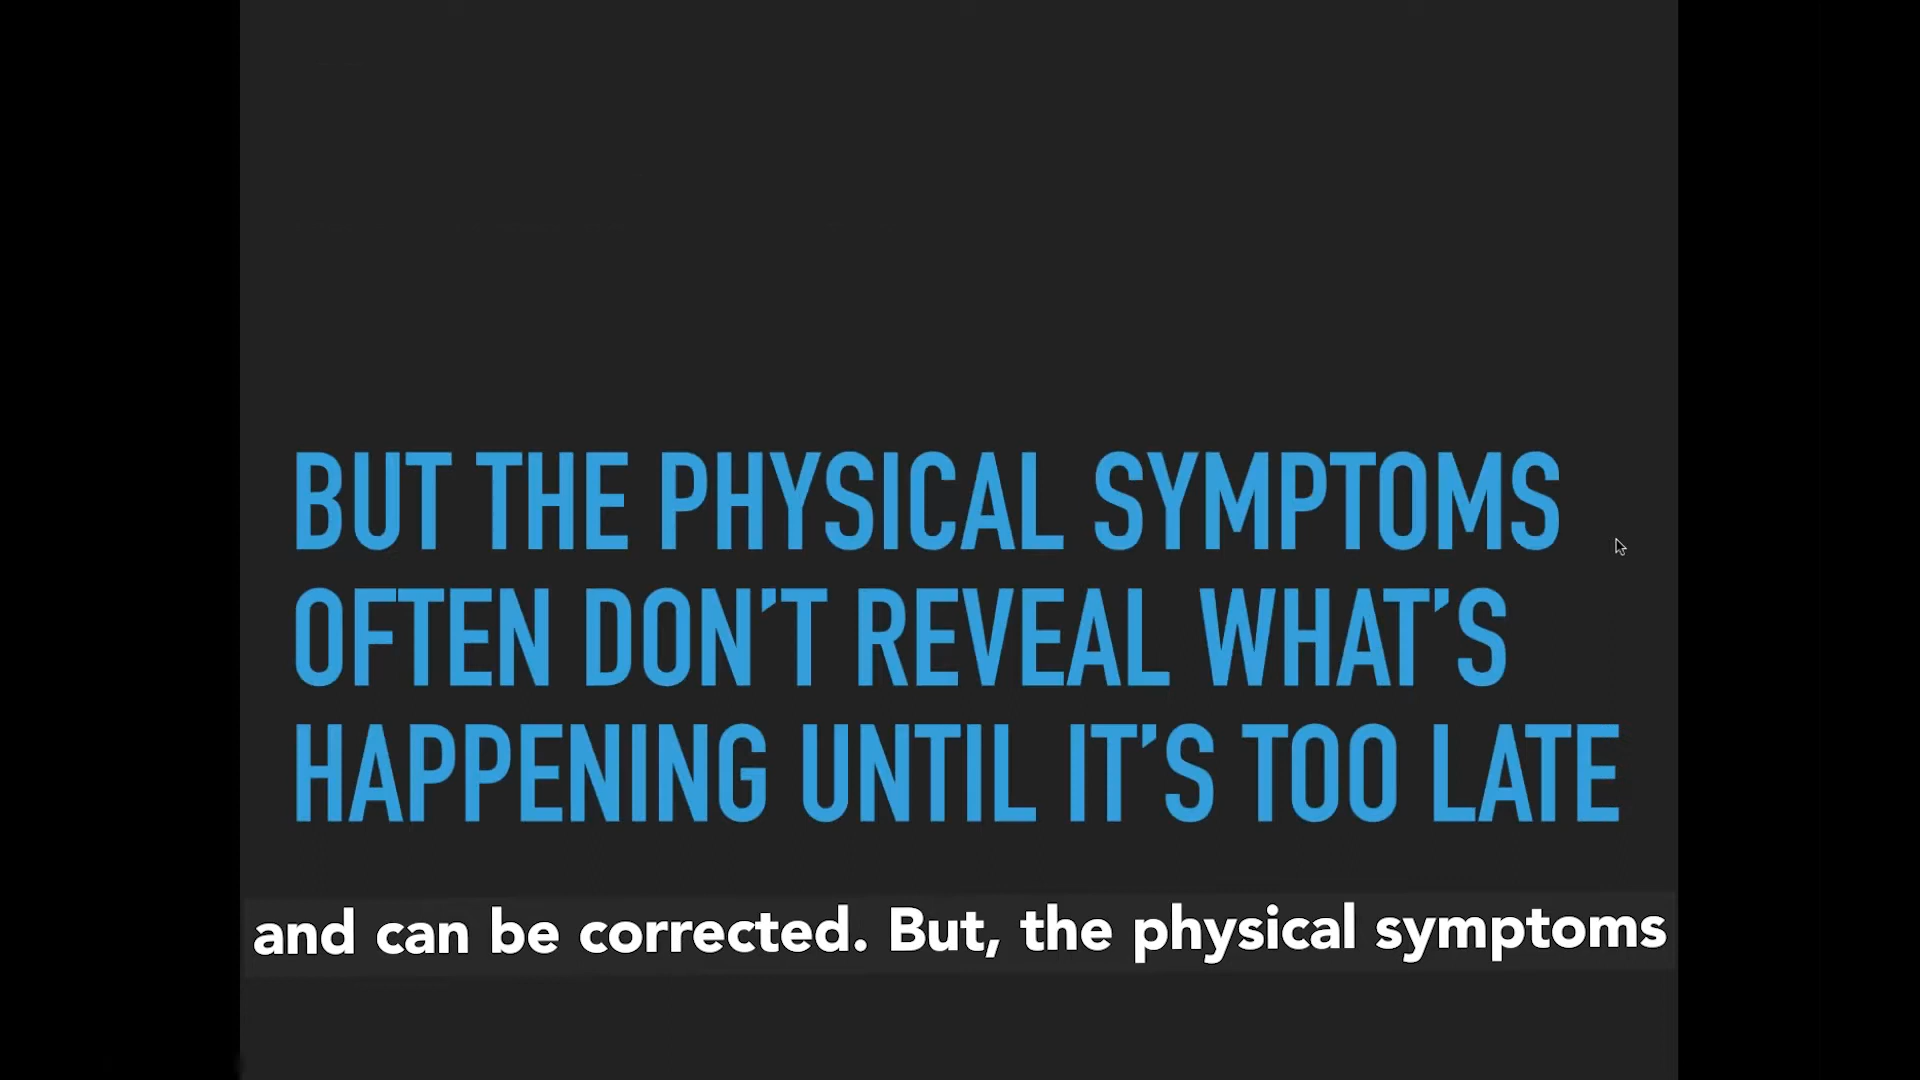 BUT THE PHYSICAL SYMPTOMS
OFTEN DON'T REVEAL WHAT'S
HAPPENING UNTIL IT'S TOO LATE
and can be corrected. But, the physical symptoms